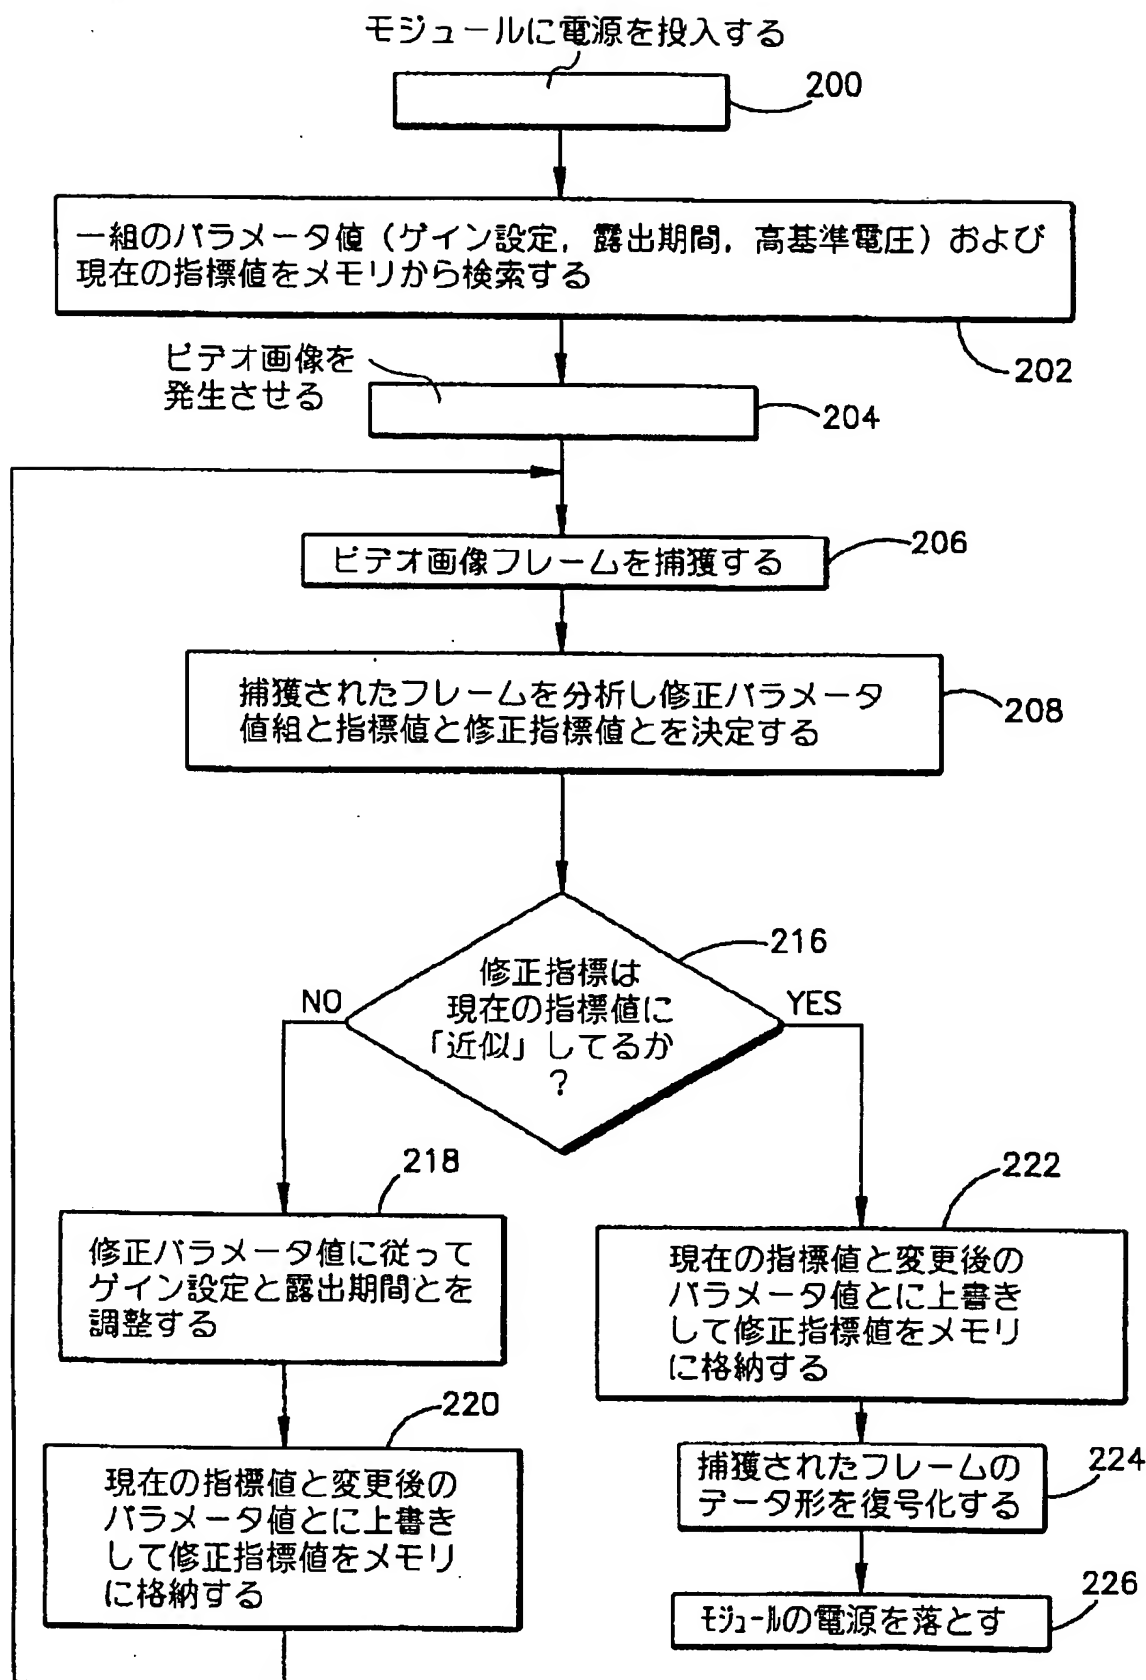 モジュールに電源を投入する
200
一組のパラメータ値（ゲイン設定，露出期間，高基準電圧）および
現在の指標値をメモリから検索する
202
ビデオ画像を
発生させる
204
ビデオ画像フレームを捕獲する
206
捕獲されたフレームを分析し修正パラメータ
値組と指標値と修正指標値とを決定する
208
修正指標は
現在の指標値に
「近似」してるか
?
216
NO
YES
218
修正パラメータ値に従って
ゲイン設定と露出期間とを
調整する
220
現在の指標値と変更後の
パラメータ値とに上書き
して修正指標値をメモリ
に格納する
222
現在の指標値と変更後の
パラメータ値とに上書き
して修正指標値をメモリ
に格納する
捕獲されたフレームの
データ形を復号化する
224
ﾓｼﾞｭｰﾙの電源を落とす
226